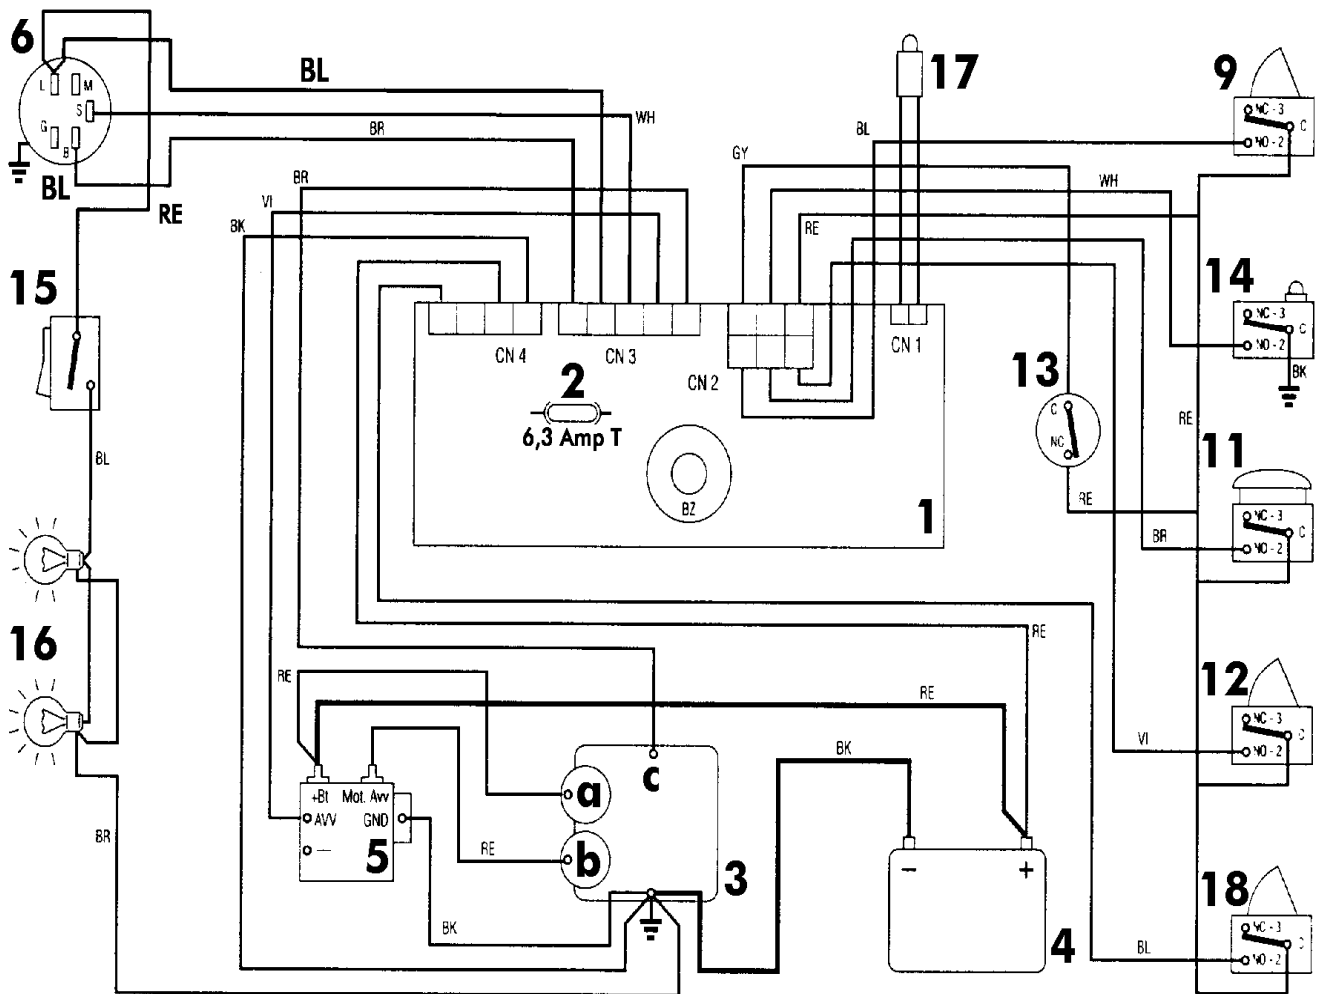 6
L
M
S
G
B
BL
WH
BR
BL
RE
BR
VI
BK
17
BL
GY
WH
RE
9
NC - 3
C
NO - 2
14
NC - 3
C
NO - 2
BK
15
BL
CN 4
CN 3
CN 2
CN 1
2
6,3 Amp T
BZ
1
13
C
NC
RE
RE
11
NC - 3
C
NO - 2
BR
16
BR
RE
RE
RE
BK
+Bt
Mot. Avv
AVV
GND
—
5
a
b
c
RE
3
BK
- +
4
12
NC - 3
C
NO - 2
VI
18
NC - 3
NO - 2
BL